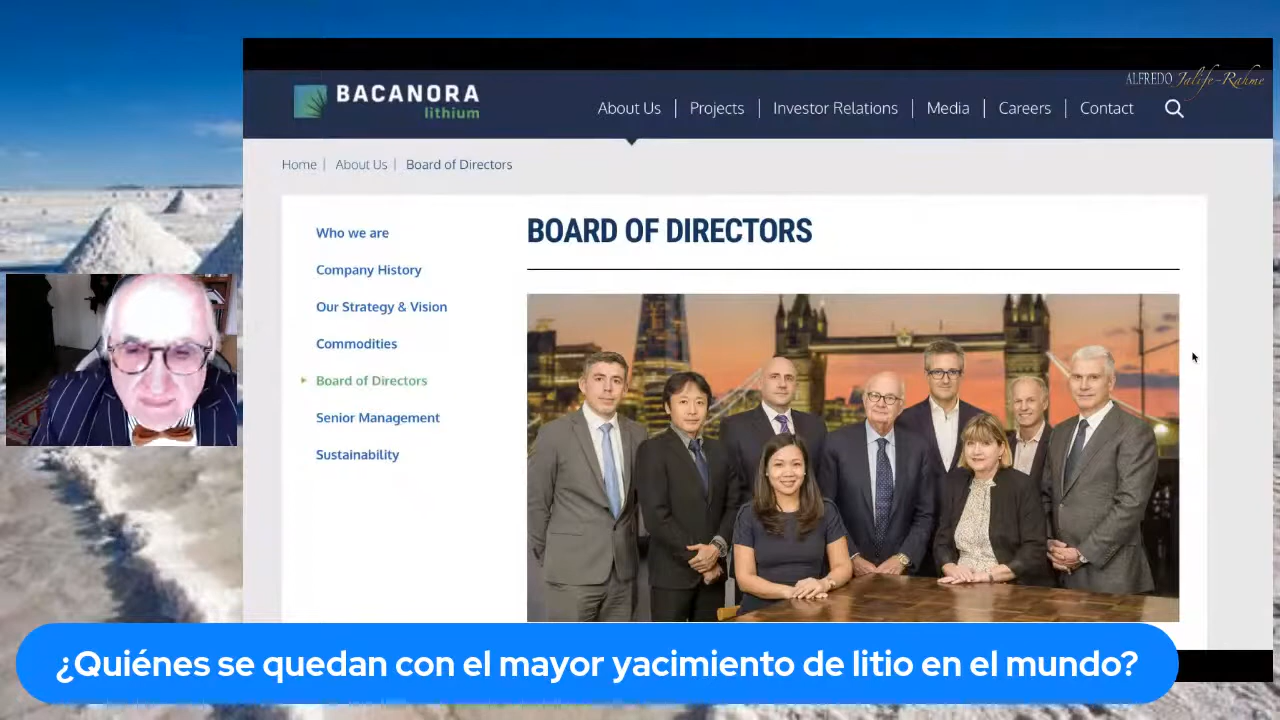 ALFREDO Jalife-Rahme
BACANORA
lithium
About Us | Projects | Investor Relations | Media | Careers | Contact
Home | About Us | Board of Directors
Who we are
Company History
Our Strategy & Vision
Commodities
Board of Directors
Senior Management
Sustainability
BOARD OF DIRECTORS
¿Quiénes se quedan con el mayor yacimiento de litio en el mundo?